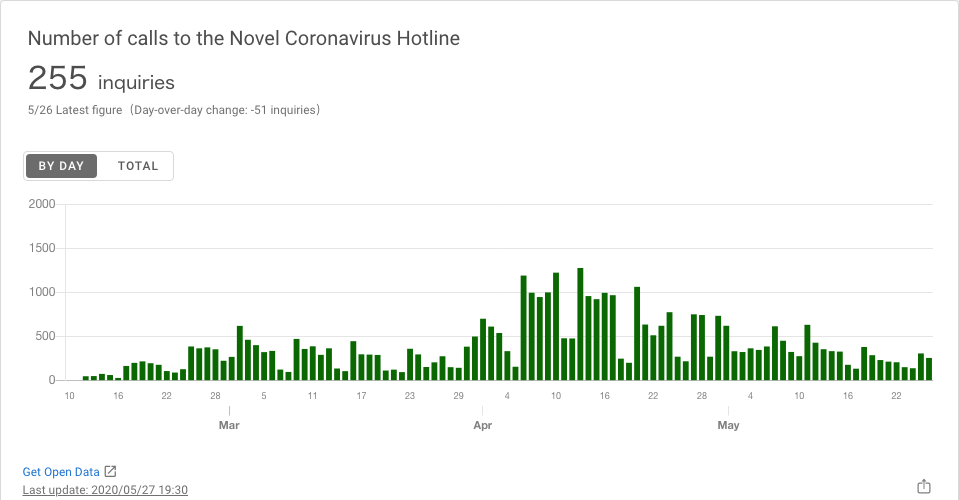 Number of calls to the Novel Coronavirus Hotline
255 inquiries
5/26 Latest figure (Day-over-day change: -51 inquiries)
BY DAY TOTAL
2000
1500
1000
500
0
10 16 22 28 5 11 17 23 29 4 10 16 22 28 4 10 16 22
Mar Apr May
Get Open Data
Last update: 2020/05/27 19:30